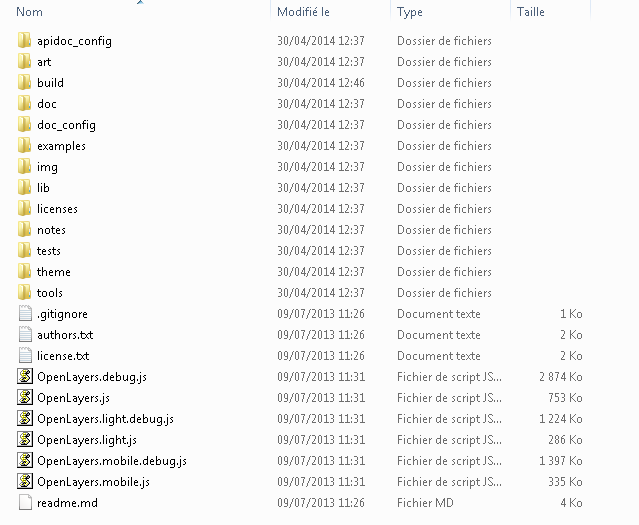 Nom Modifié le Type Taille
apidoc_config 30/04/2014 12:37 Dossier de fichiers
art 30/04/2014 12:37 Dossier de fichiers
build 30/04/2014 12:46 Dossier de fichiers
doc 30/04/2014 12:37 Dossier de fichiers
doc_config 30/04/2014 12:37 Dossier de fichiers
examples 30/04/2014 12:37 Dossier de fichiers
img 30/04/2014 12:37 Dossier de fichiers
lib 30/04/2014 12:37 Dossier de fichiers
licenses 30/04/2014 12:37 Dossier de fichiers
notes 30/04/2014 12:37 Dossier de fichiers
tests 30/04/2014 12:37 Dossier de fichiers
theme 30/04/2014 12:37 Dossier de fichiers
tools 30/04/2014 12:37 Dossier de fichiers
.gitignore 09/07/2013 11:26 Document texte 1 Ko
authors.txt 09/07/2013 11:26 Document texte 2 Ko
license.txt 09/07/2013 11:26 Document texte 2 Ko
OpenLayers.debug.js 09/07/2013 11:31 Fichier de script JS... 2 874 Ko
OpenLayers.js 09/07/2013 11:31 Fichier de script JS... 753 Ko
OpenLayers.light.debug.js 09/07/2013 11:31 Fichier de script JS... 1 224 Ko
OpenLayers.light.js 09/07/2013 11:31 Fichier de script JS... 286 Ko
OpenLayers.mobile.debug.js 09/07/2013 11:31 Fichier de script JS... 1 397 Ko
OpenLayers.mobile.js 09/07/2013 11:31 Fichier de script JS... 335 Ko
readme.md 09/07/2013 11:26 Fichier MD 4 Ko